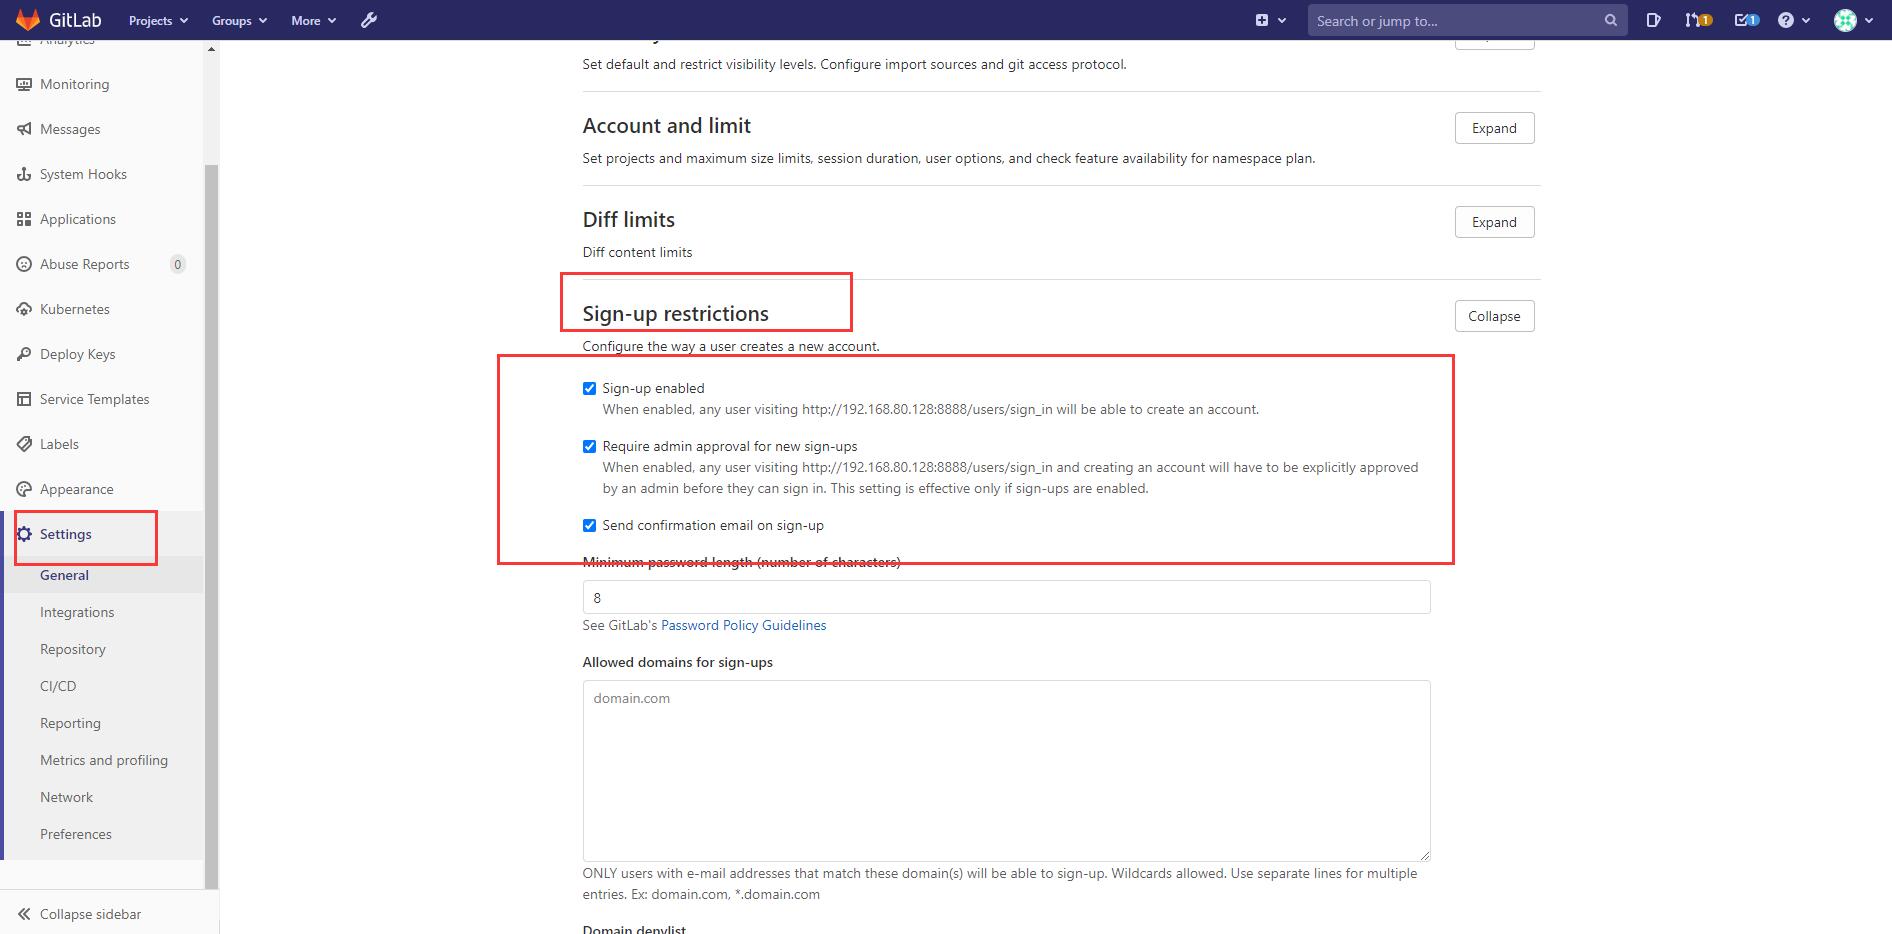 GitLab
Projects
Groups
More
Search or jump to...
1
1
Analytics
Monitoring
Messages
System Hooks
Applications
Abuse Reports
0
Kubernetes
Deploy Keys
Service Templates
Labels
Appearance
Settings
General
Integrations
Repository
CI/CD
Reporting
Metrics and profiling
Network
Preferences
Collapse sidebar
Set default and restrict visibility levels. Configure import sources and git access protocol.
Account and limit
Expand
Set projects and maximum size limits, session duration, user options, and check feature availability for namespace plan.
Diff limits
Expand
Diff content limits
Sign-up restrictions
Collapse
Configure the way a user creates a new account.
Sign-up enabled
When enabled, any user visiting http://192.168.80.128:8888/users/sign_in will be able to create an account.
Require admin approval for new sign-ups
When enabled, any user visiting http://192.168.80.128:8888/users/sign_in and creating an account will have to be explicitly approved
by an admin before they can sign in. This setting is effective only if sign-ups are enabled.
Send confirmation email on sign-up
Minimum password length (number of characters)
8
See GitLab's Password Policy Guidelines
Allowed domains for sign-ups
domain.com
ONLY users with e-mail addresses that match these domain(s) will be able to sign-up. Wildcards allowed. Use separate lines for multiple
entries. Ex: domain.com, *.domain.com
Domain denylist